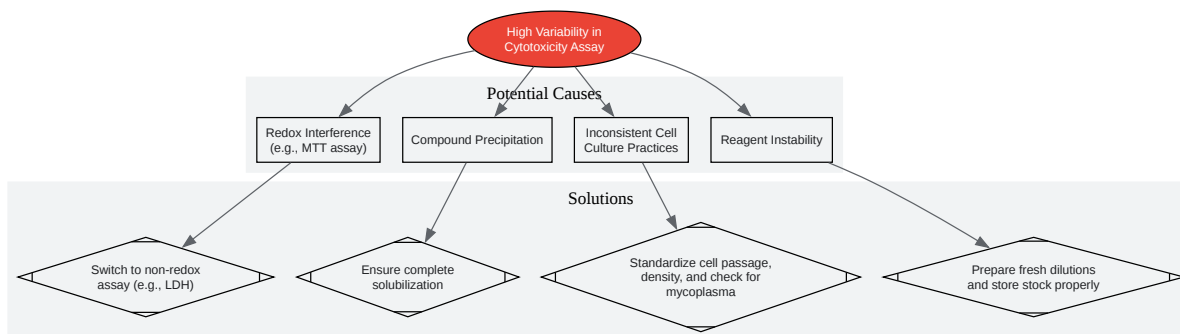 High Variability in
Cytotoxicity Assay
Potential Causes
Redox Interference
(e.g., MTT assay)
Compound Precipitation
Inconsistent Cell
Culture Practices
Reagent Instability
Solutions
Switch to non-redox
assay (e.g., LDH)
Ensure complete
solubilization
Standardize cell passage,
density, and check for
mycoplasma
Prepare fresh dilutions
and store stock properly